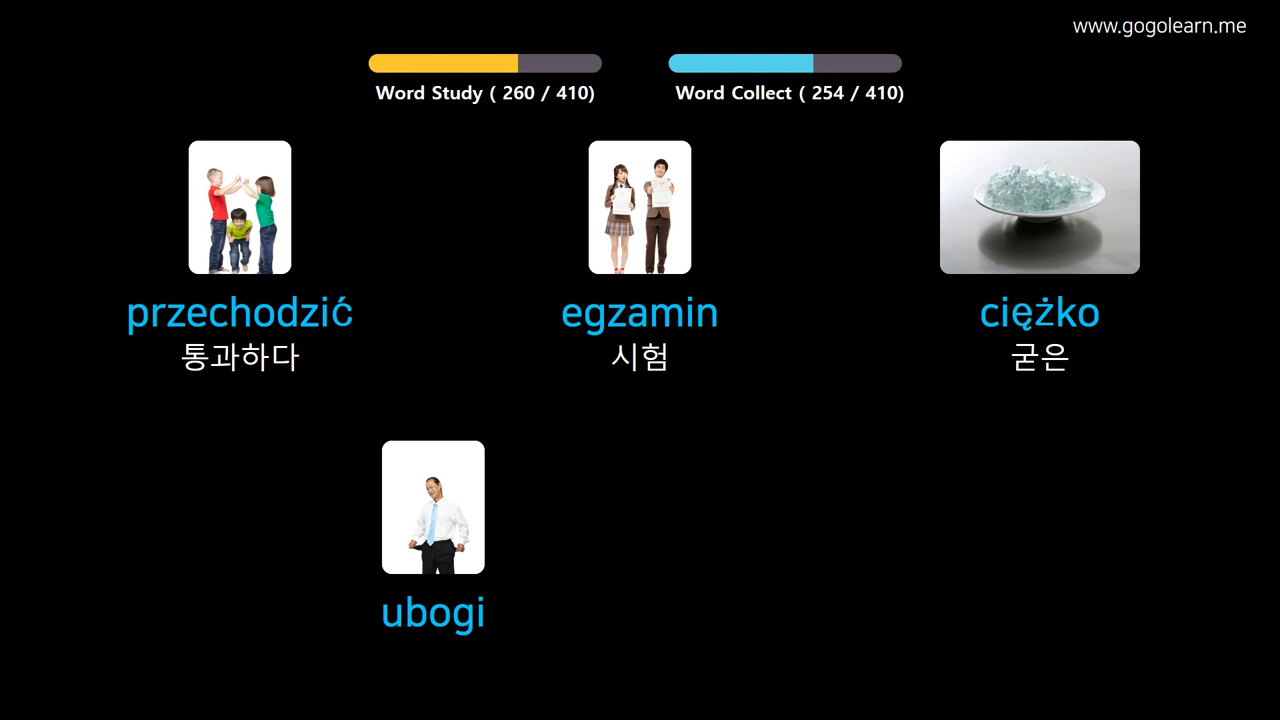 www.gogolearn.me
Word Study ( 260 / 410)
Word Collect ( 254 / 410)
przechodzić
egzamin
ciężko
통과하다
시험
굳은
ubogi